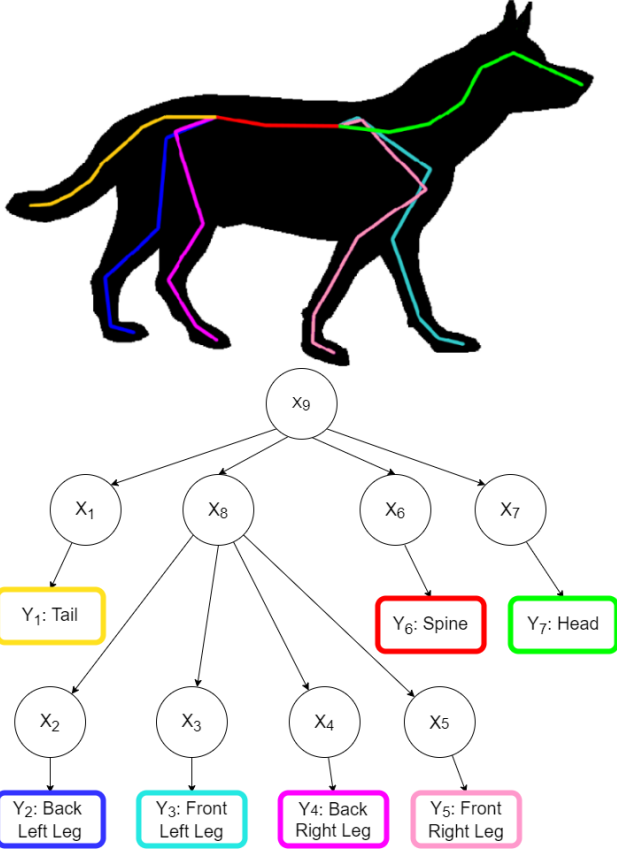 X₉
X₁
X₈
X₆
X₇
Y₁: Tail
Y₆: Spine
Y₇: Head
X₂
X₃
X₄
X₅
Y₂: Back
Left Leg
Y₃: Front
Left Leg
Y₄: Back
Right Leg
Y₅: Front
Right Leg